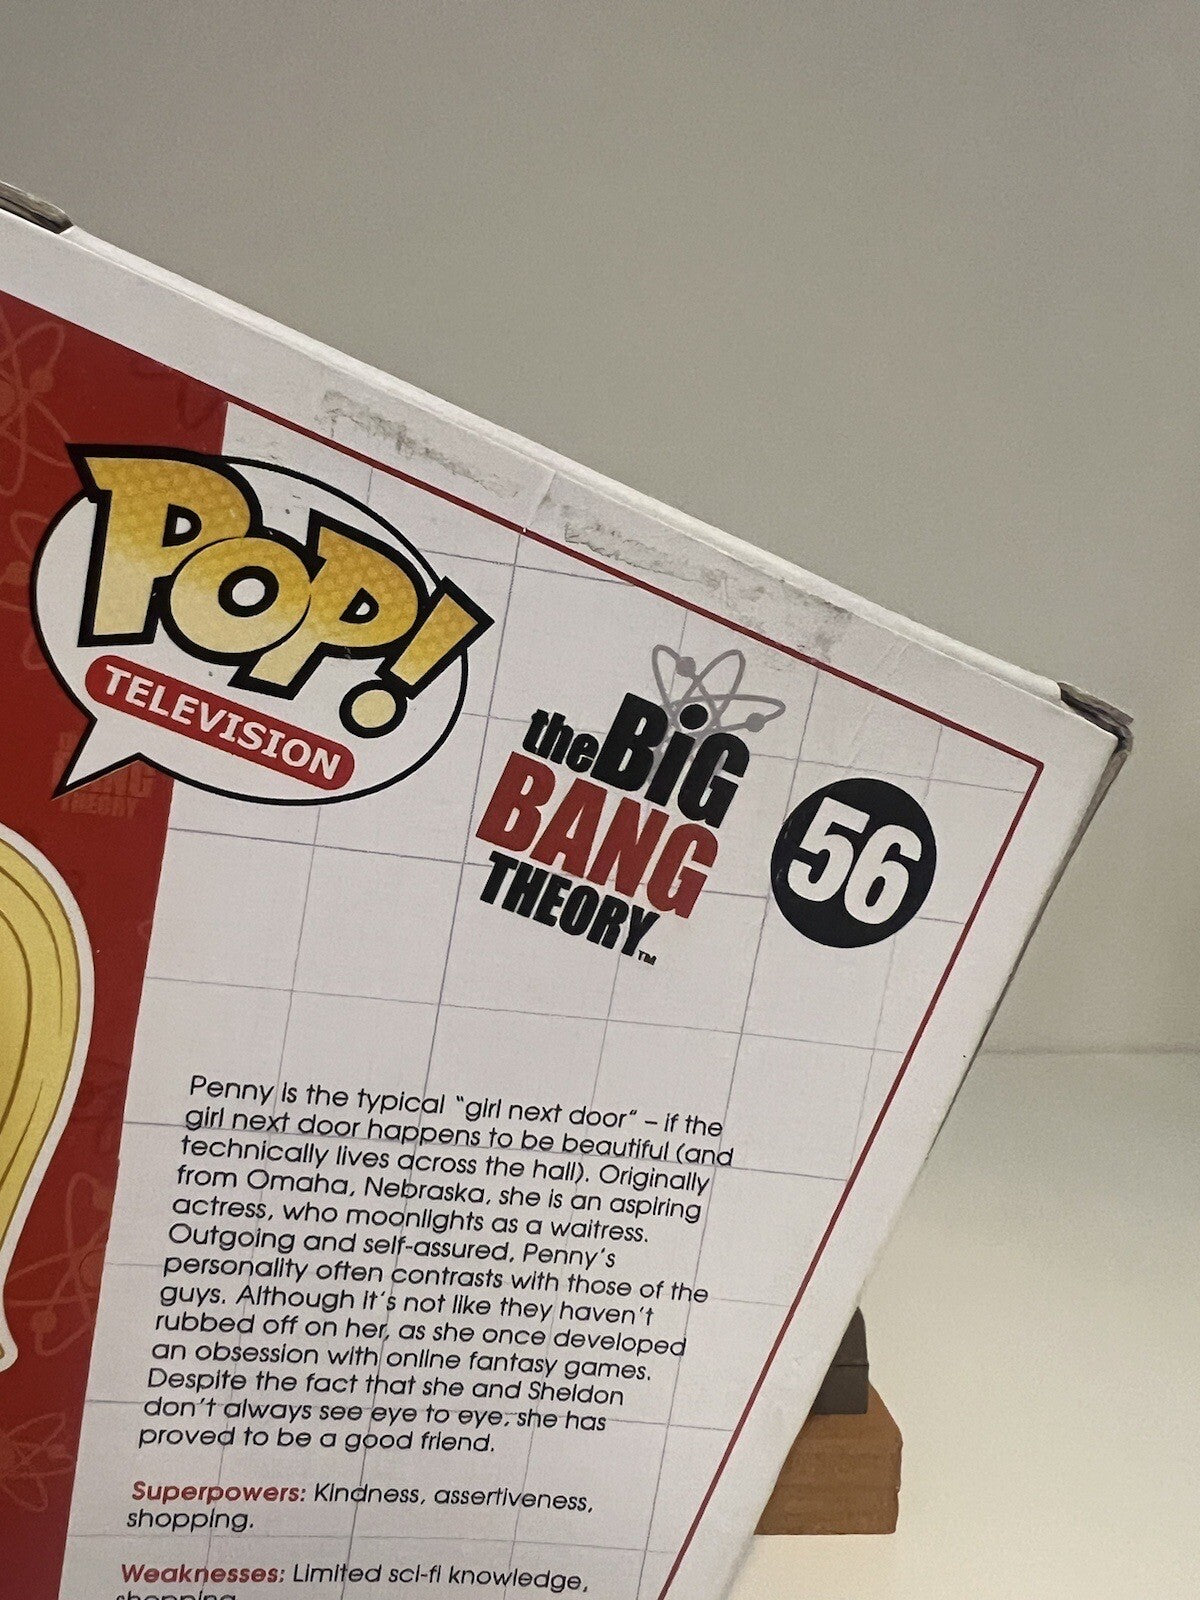 POP!
TELEVISION
the BiG
BANG
THEORY™
56
Penny is the typical "girl next door" – if the
girl next door happens to be beautiful (and
technically lives across the hall). Originally
from Omaha, Nebraska, she is an aspiring
actress, who moonlights as a waitress.
Outgoing and self-assured, Penny's
personality often contrasts with those of the
guys. Although it's not like they haven't
rubbed off on her, as she once developed
an obsession with online fantasy games.
Despite the fact that she and Sheldon
don't always see eye to eye, she has
proved to be a good friend.
Superpowers: Kindness, assertiveness,
shopping.
Weaknesses: Limited sci-fi knowledge,
shopping.